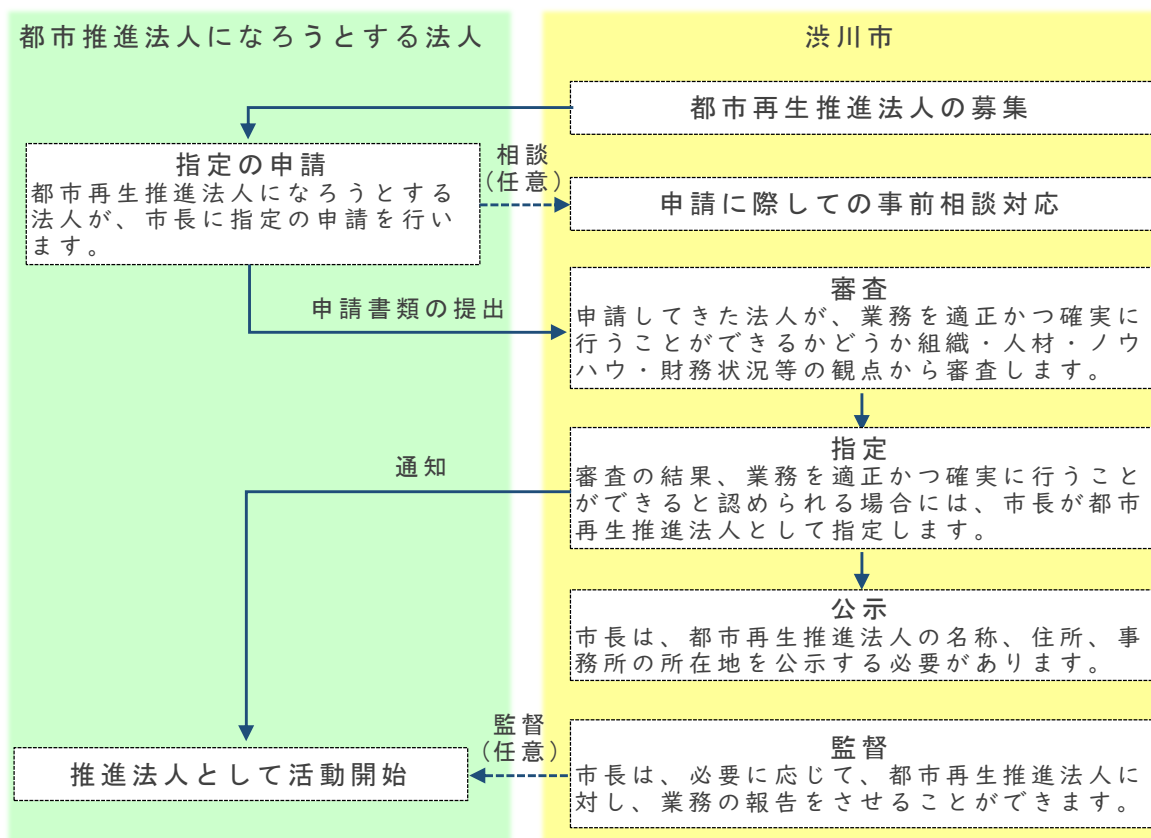 都市推進法人になろうとする法人
渋川市
都市再生推進法人の募集
指定の申請
都市再生推進法人になろうとする
法人が、市長に指定の申請を行い
ます。
相談
(任意)
申請に際しての事前相談対応
申請書類の提出
審査
申請してきた法人が、業務を適正かつ確実に
行うことができるかどうか組織・人材・ノウ
ハウ・財務状況等の観点から審査します。
通知
指定
審査の結果、業務を適正かつ確実に行うこと
ができると認められる場合には、市長が都市
再生推進法人として指定します。
公示
市長は、都市再生推進法人の名称、住所、事
務所の所在地を公示する必要があります。
監督
(任意)
推進法人として活動開始
監督
市長は、必要に応じて、都市再生推進法人に
対し、業務の報告をさせることができます。